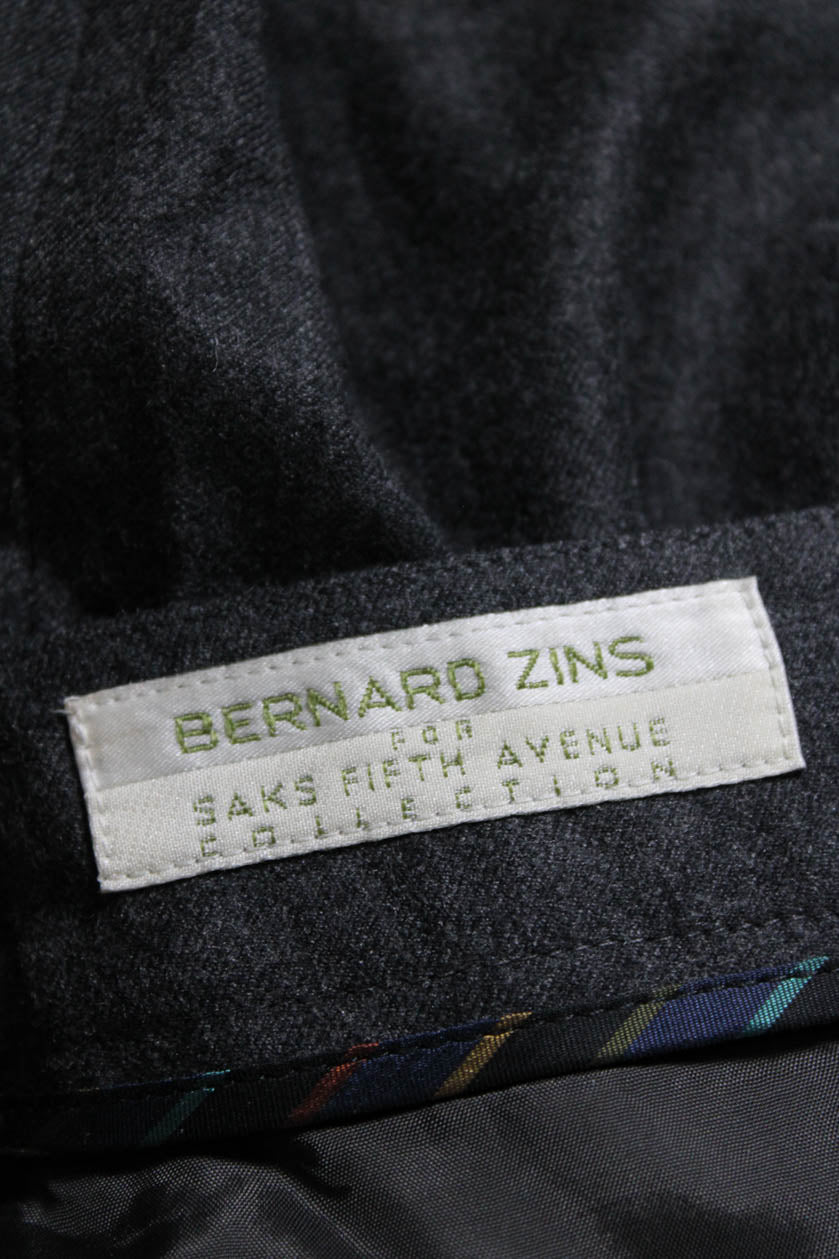 BERNARD ZINS
FOR
SAKS FIFTH AVENUE
COLLECTION